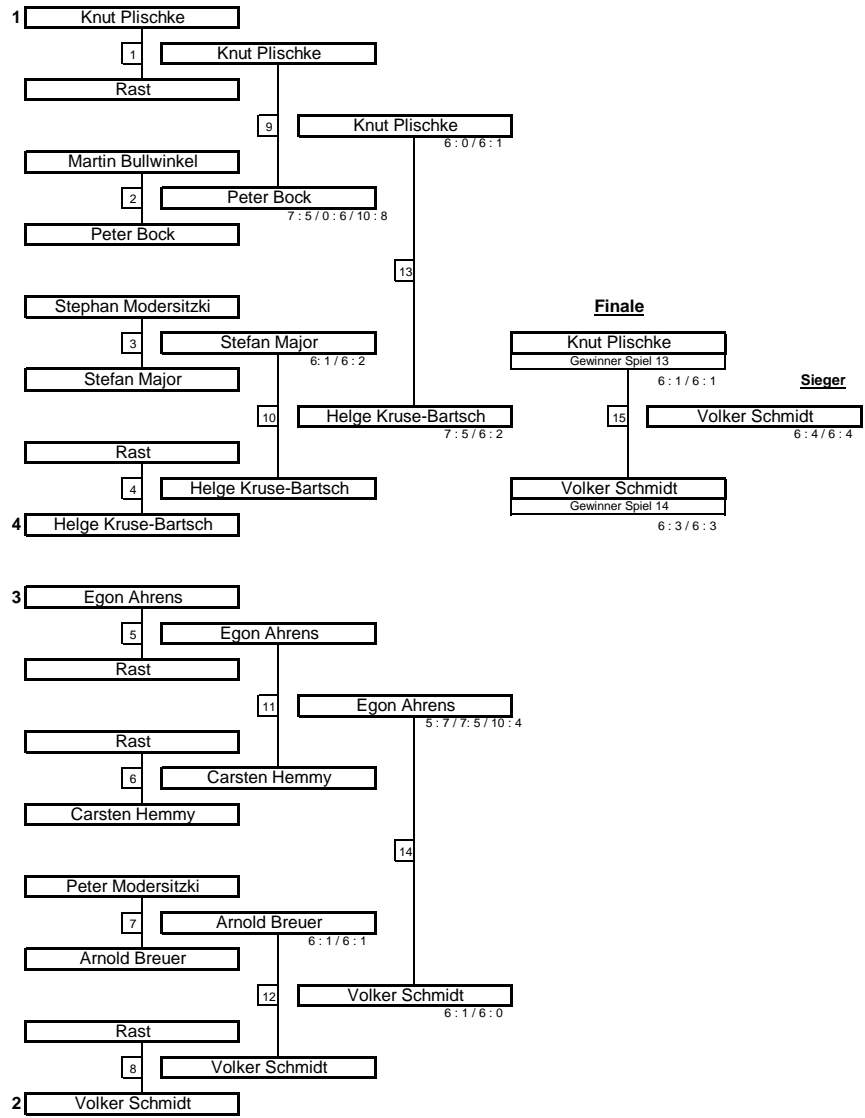 1 Knut Plischke
1 Knut Plischke
Rast
9 Knut Plischke
6 : 0 / 6 : 1
Martin Bullwinkel
2 Peter Bock
7 : 5 / 0 : 6 / 10 : 8
Peter Bock
13
Stephan Modersitzki
Finale
3 Stefan Major
6: 1 / 6 : 2
Knut Plischke
Gewinner Spiel 13
Stefan Major
6 : 1 / 6 : 1
Sieger
10 Helge Kruse-Bartsch
7 : 5 / 6 : 2
15 Volker Schmidt
6 : 4 / 6 : 4
Rast
4 Helge Kruse-Bartsch
Volker Schmidt
Gewinner Spiel 14
4 Helge Kruse-Bartsch
6 : 3 / 6 : 3
3 Egon Ahrens
5 Egon Ahrens
Rast
11 Egon Ahrens
5 : 7 / 7: 5 / 10 : 4
Rast
6 Carsten Hemmy
Carsten Hemmy
14
Peter Modersitzki
7 Arnold Breuer
6 : 1 / 6 : 1
Arnold Breuer
12 Volker Schmidt
6 : 1 / 6 : 0
Rast
8 Volker Schmidt
2 Volker Schmidt